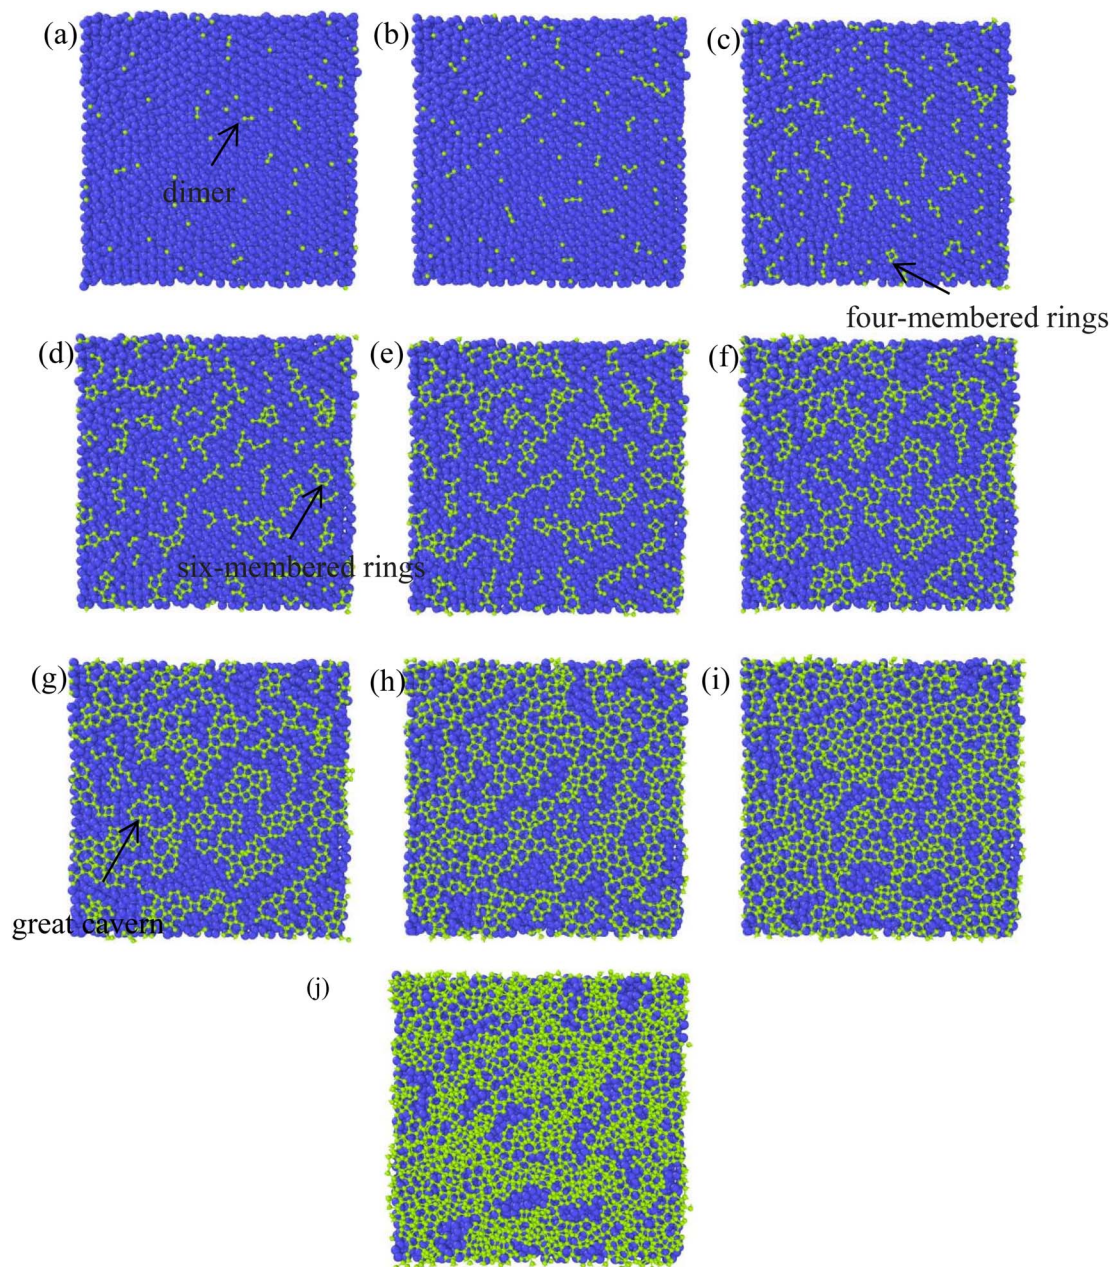 (a)
(b)
(c)
dimer
four-membered rings
(d)
(e)
(f)
six-membered rings
(g)
(h)
(i)
great cavern
(j)